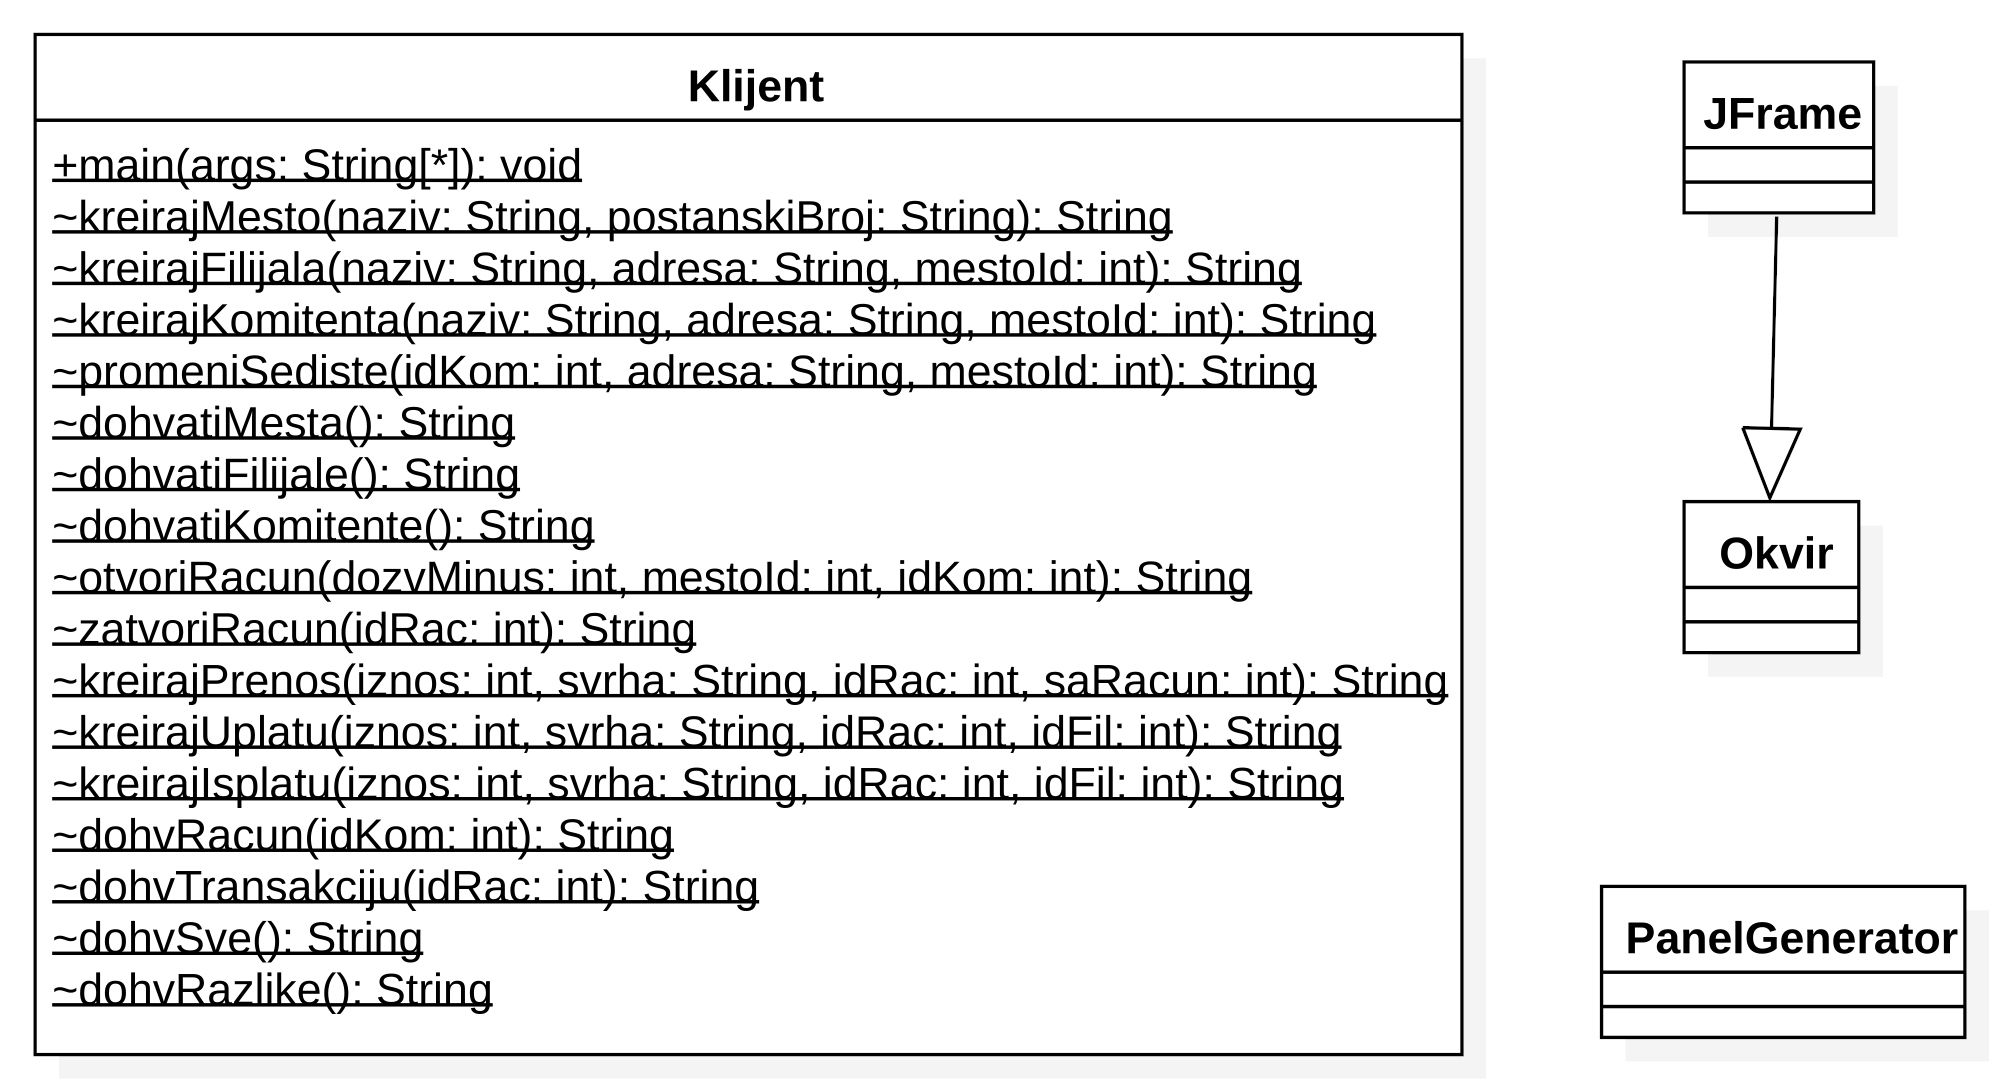 Klijent
+main(args: String[*]): void
~kreirajMesto(naziv: String, postanskiBroj: String): String
~kreirajFilijala(naziv: String, adresa: String, mestoId: int): String
~kreirajKomitenta(naziv: String, adresa: String, mestoId: int): String
~promeniSediste(idKom: int, adresa: String, mestoId: int): String
~dohvatiMesta(): String
~dohvatiFilijale(): String
~dohvatiKomitente(): String
~otvoriRacun(dozvMinus: int, mestoId: int, idKom: int): String
~zatvoriRacun(idRac: int): String
~kreirajPrenos(iznos: int, svrha: String, idRac: int, saRacun: int): String
~kreirajUplatu(iznos: int, svrha: String, idRac: int, idFil: int): String
~kreirajIsplatu(iznos: int, svrha: String, idRac: int, idFil: int): String
~dohvRacun(idKom: int): String
~dohvTransakciju(idRac: int): String
~dohvSve(): String
~dohvRazlike(): String
JFrame
Okvir
PanelGenerator